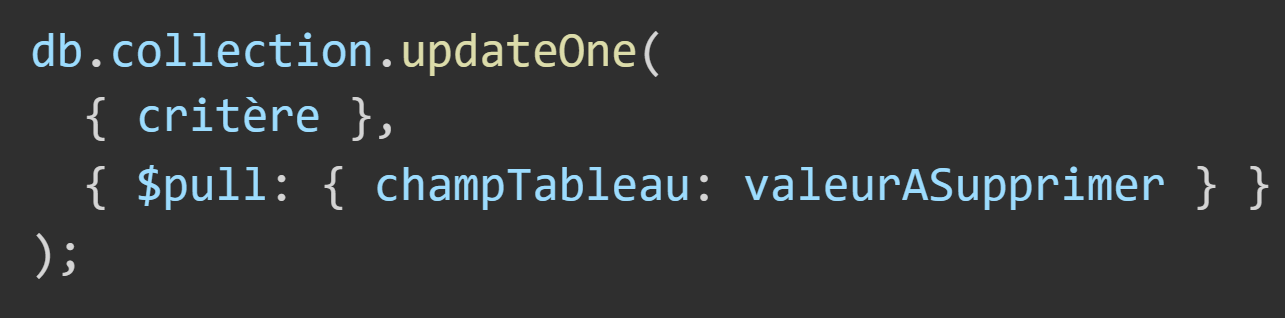 db.collection.updateOne(
{ critère },
{ $pull: { champTableau: valeurASupprimer } }
);